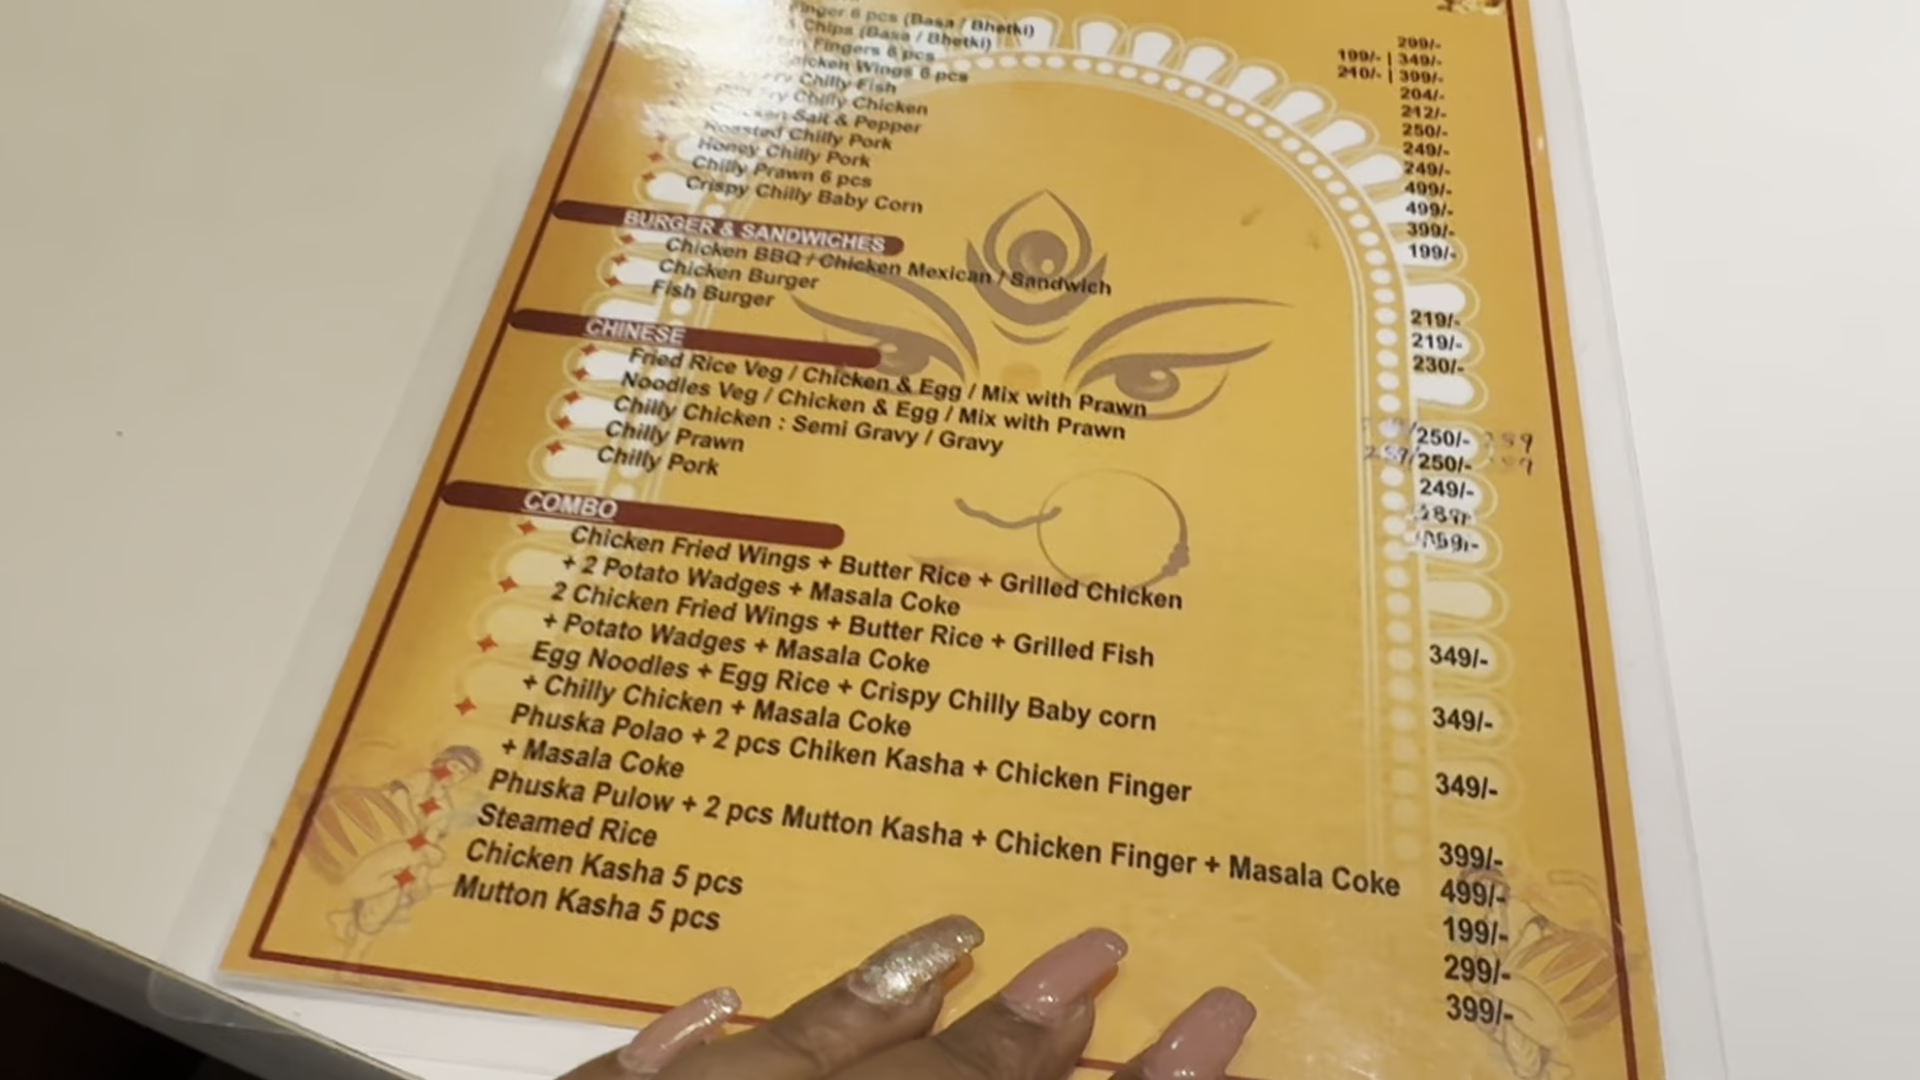 Finger 6 pcs (Basa / Bhetki) 299/-
Chips (Basa / Bhetki) 199/- | 349/-
Fingers 6 pcs 240/- | 399/-
Wings 6 pcs 204/-
Chilly Fish 212/-
Chilly Chicken 250/-
Salt & Pepper 249/-
Roasted Chilly Pork 249/-
Honey Chilly Pork 499/-
Chilly Prawn 6 pcs 499/-
Crispy Chilly Baby Corn 399/-
199/-
BURGER & SANDWICHES
Chicken BBQ / Chicken Mexican / Sandwich 219/-
Chicken Burger 219/-
Fish Burger 230/-
CHINESE
Fried Rice Veg / Chicken & Egg / Mix with Prawn 250/-
Noodles Veg / Chicken & Egg / Mix with Prawn 250/-
Chilly Chicken : Semi Gravy / Gravy 249/-
Chilly Prawn
Chilly Pork
COMBO
Chicken Fried Wings + Butter Rice + Grilled Chicken
+ 2 Potato Wadges + Masala Coke 349/-
2 Chicken Fried Wings + Butter Rice + Grilled Fish
+ Potato Wadges + Masala Coke 349/-
Egg Noodles + Egg Rice + Crispy Chilly Baby corn
+ Chilly Chicken + Masala Coke 349/-
Phuska Polao + 2 pcs Chiken Kasha + Chicken Finger
+ Masala Coke 399/-
Phuska Pulow + 2 pcs Mutton Kasha + Chicken Finger + Masala Coke 499/-
Steamed Rice 199/-
Chicken Kasha 5 pcs 299/-
Mutton Kasha 5 pcs 399/-